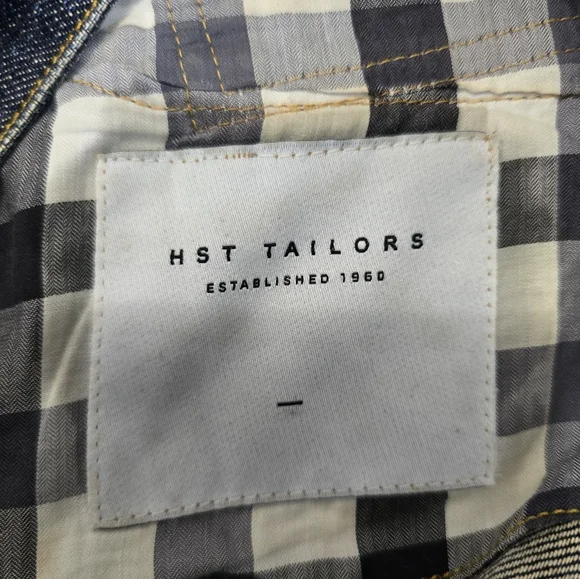 HST TAILORS
ESTABLISHED 1960
—